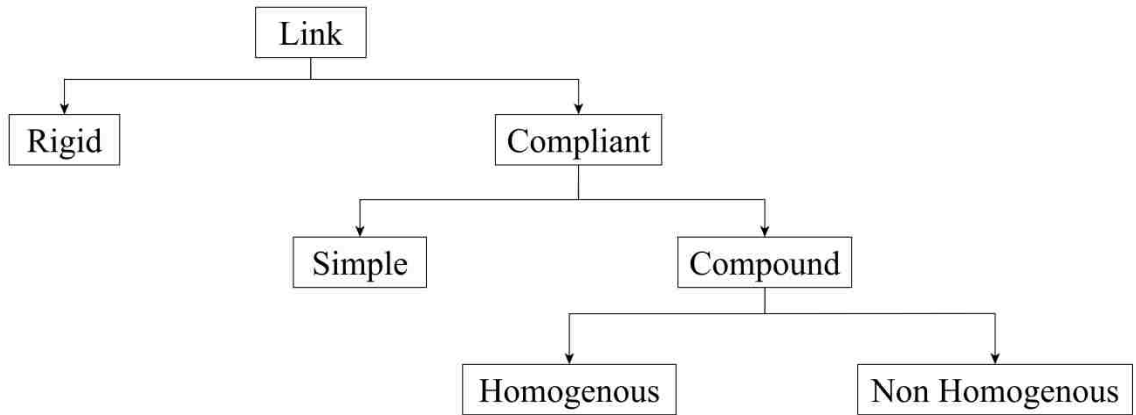 Link
Rigid
Compliant
Simple
Compound
Homogenous
Non Homogenous